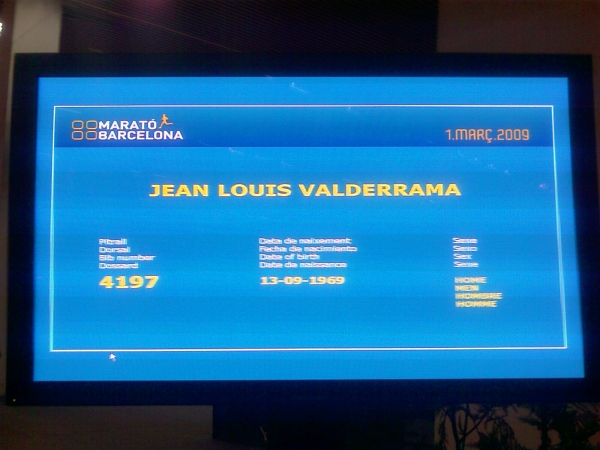 MARATÓ
BARCELONA
1.MARÇ.2009
JEAN LOUIS VALDERRAMA
Pitrall
Dorsal
Bib number
Dossard
4197
Data de naixement
Fecha de nacimiento
Date of birth
Date de naissance
13-09-1969
Sexe
Sexo
Sex
Sexe
HOME
MEN
HOMBRE
HOMME